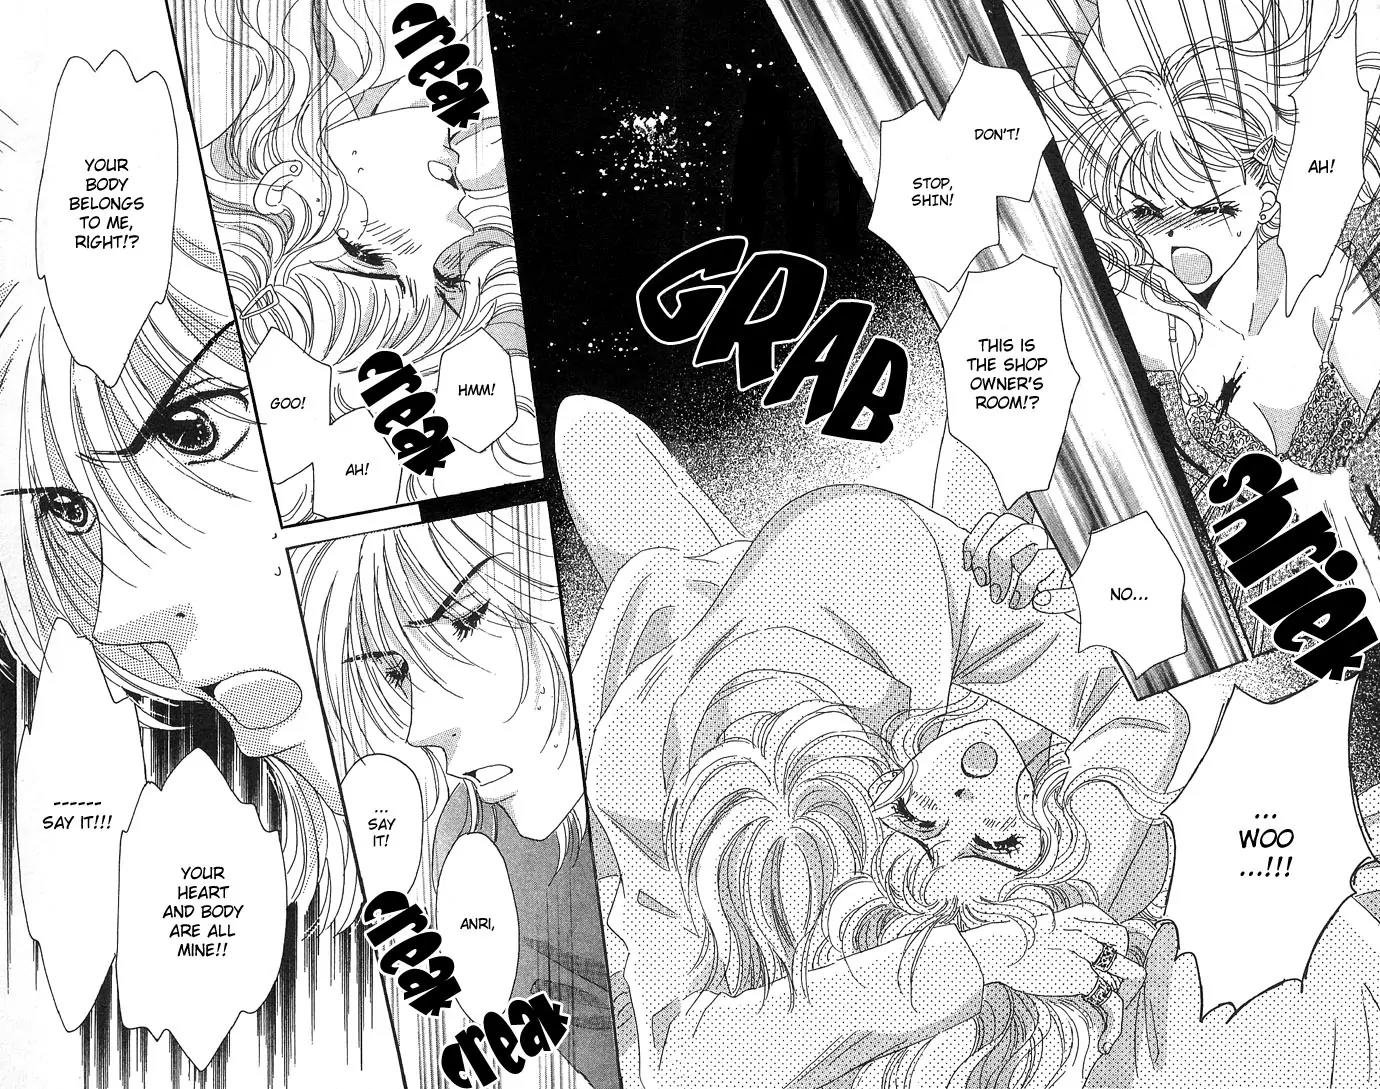 AH!
Shriek
DON'T!
STOP,
SHIN!
THIS IS
THE SHOP
OWNER'S
ROOM!?
NO...
...
WOO
...!!!
GRAB
creak
HMM!
GOO!
AH!
creak
...
SAY
IT!
ANRI,
creak
creak
YOUR
BODY
BELONGS
TO ME,
RIGHT!?
------
SAY IT!!!
YOUR
HEART
AND BODY
ARE ALL
MINE!!